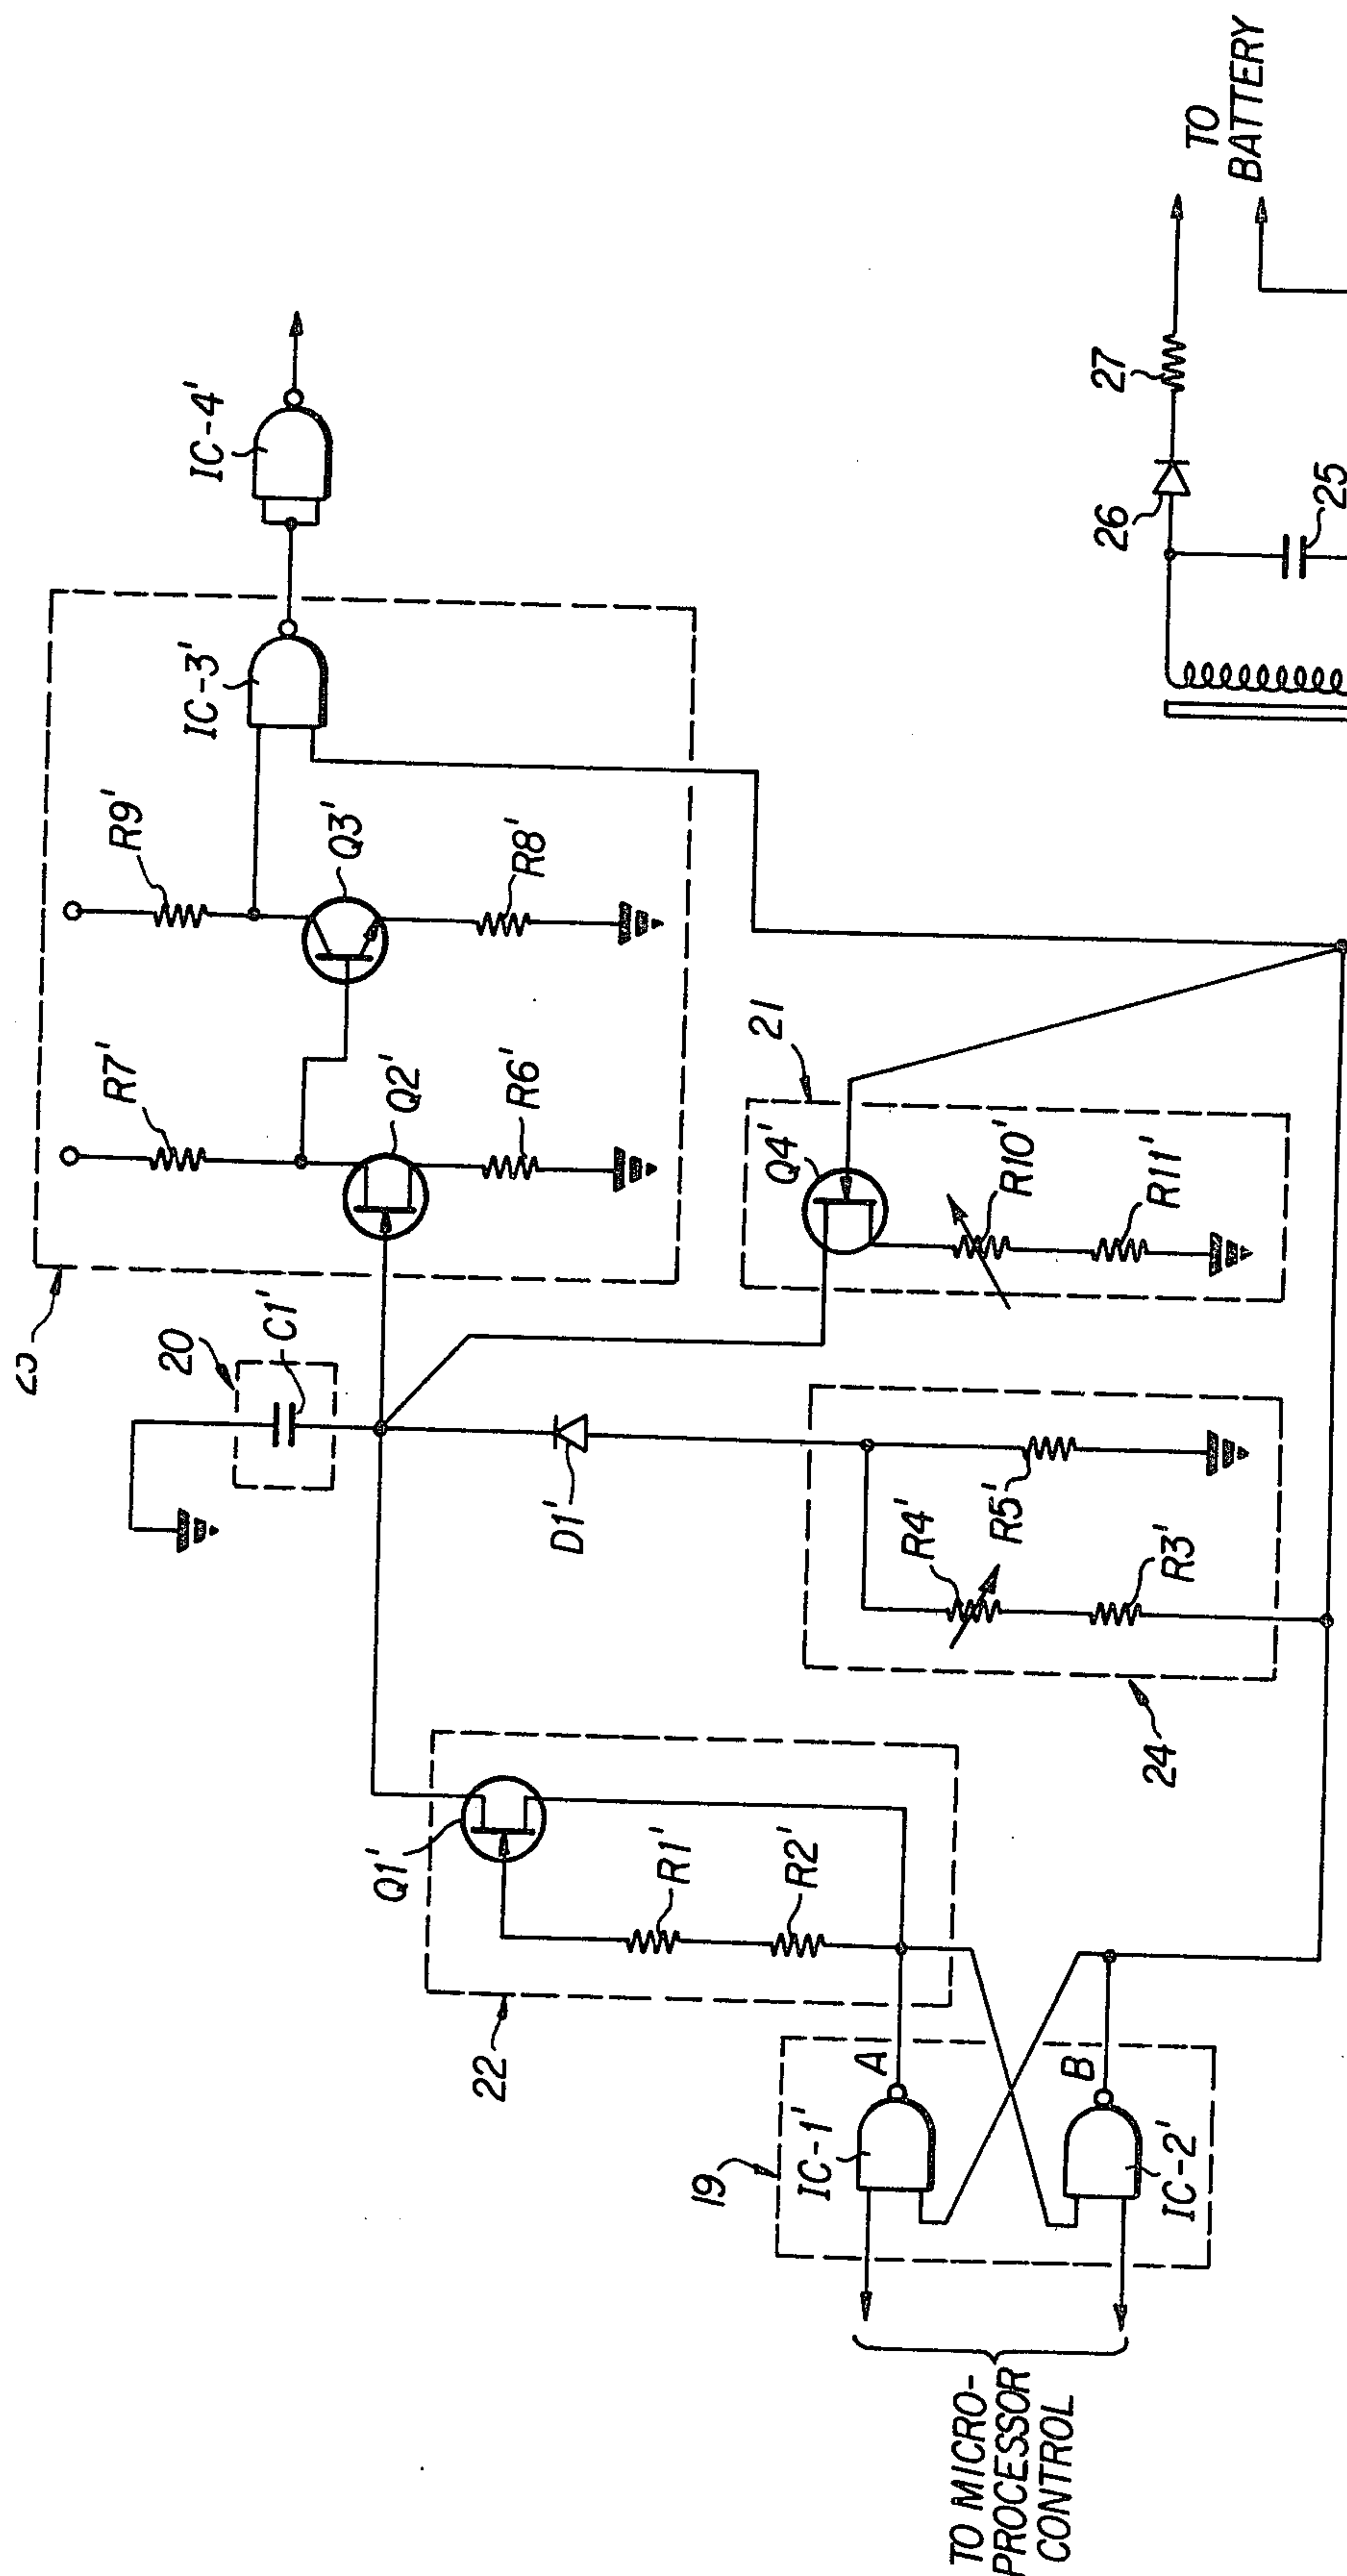 R7'
R9'
20
C1'
IC-4'
IC-3'
Q3'
Q2'
R8'
R6'
Q1'
22
R1'
R2'
D1'
21
Q4'
R10'
R11'
19
IC-1'
A
B
IC-2'
R4'
R5'
R3'
24
TO MICRO-
PROCESSOR
CONTROL
26
27
25
TO
BATTERY